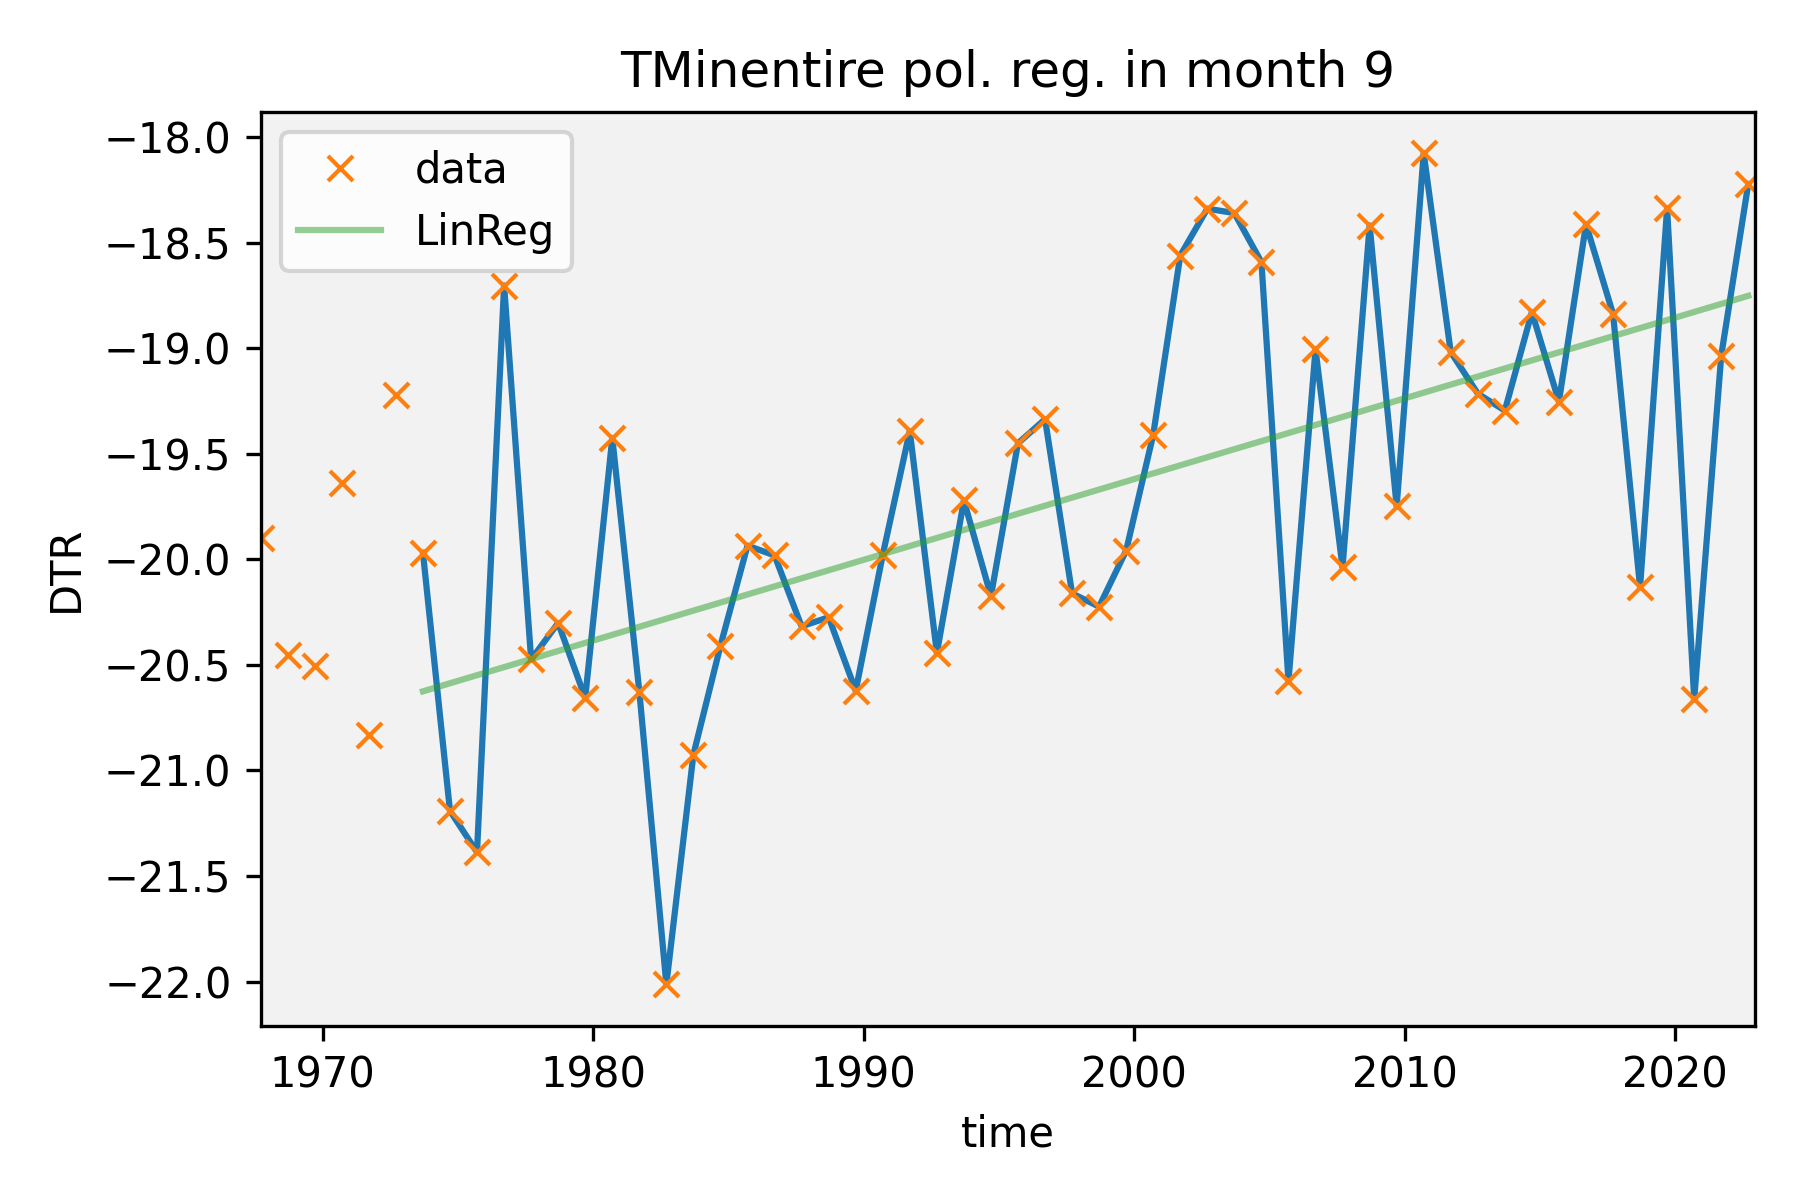 TMinentire pol. reg. in month 9
−18.0
−18.5
−19.0
−19.5
−20.0
−20.5
−21.0
−21.5
−22.0
DTR
data
LinReg
1970 1980 1990 2000 2010 2020
time